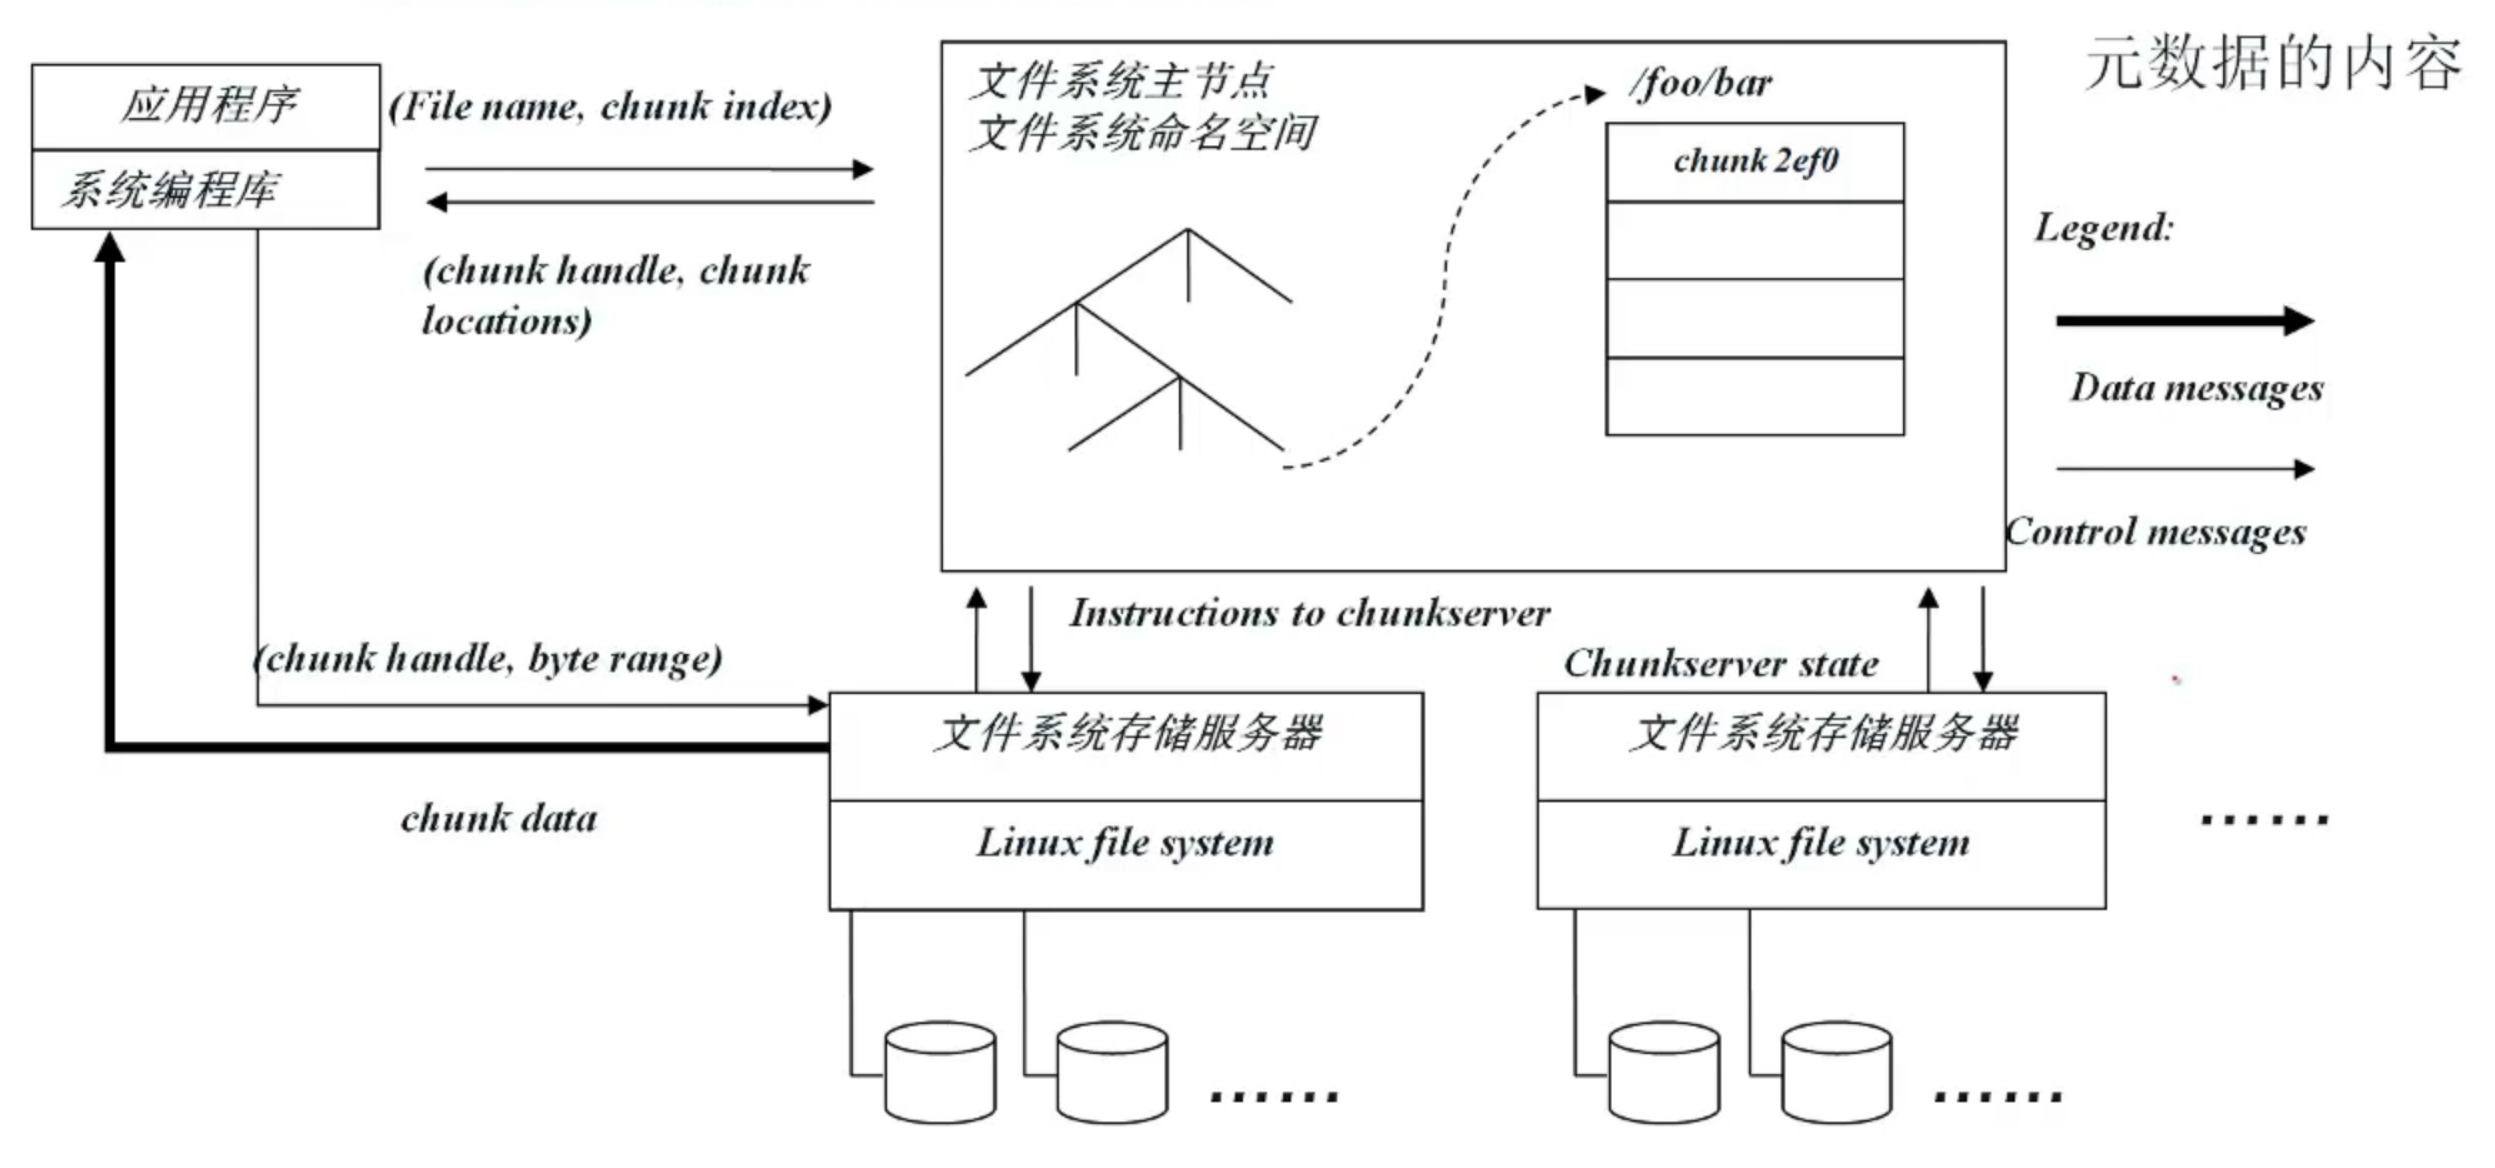 元数据的内容
应用程序
系统编程库
(File name, chunk index)
(chunk handle, chunk
locations)
文件系统主节点
文件系统命名空间
/foo/bar
chunk 2ef0
Legend:
Data messages
Control messages
Instructions to chunkserver
Chunkserver state
(chunk handle, byte range)
chunk data
文件系统存储服务器
Linux file system
文件系统存储服务器
Linux file system
……
……
……